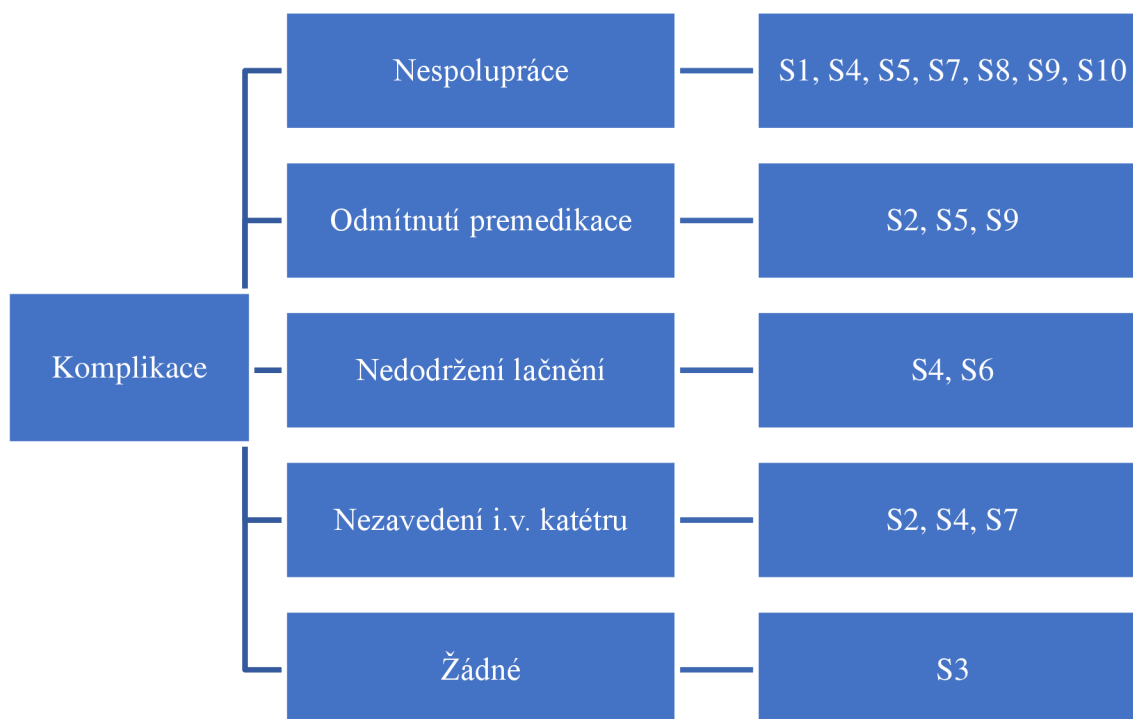 Komplikace
Nespolupráce
S1, S4, S5, S7, S8, S9, S10
Odmítnutí premedikace
S2, S5, S9
Nedodržení lačnění
S4, S6
Nezavedení i.v. katétru
S2, S4, S7
Žádné
S3